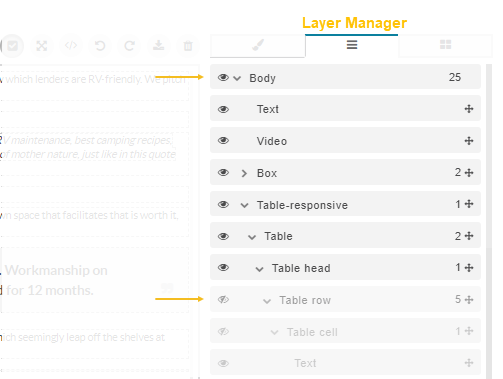 Layer Manager
which lenders are RV-friendly. We pitch
RV maintenance, best camping recipes,
of mother nature, just like in this quote
wn space that facilitates that is worth it,
Workmanship on
for 12 months.
ich seemingly leap off the shelves at
Body 25
Text
Video
Box 2
Table-responsive 1
Table 2
Table head 1
Table row 5
Table cell 1
Text